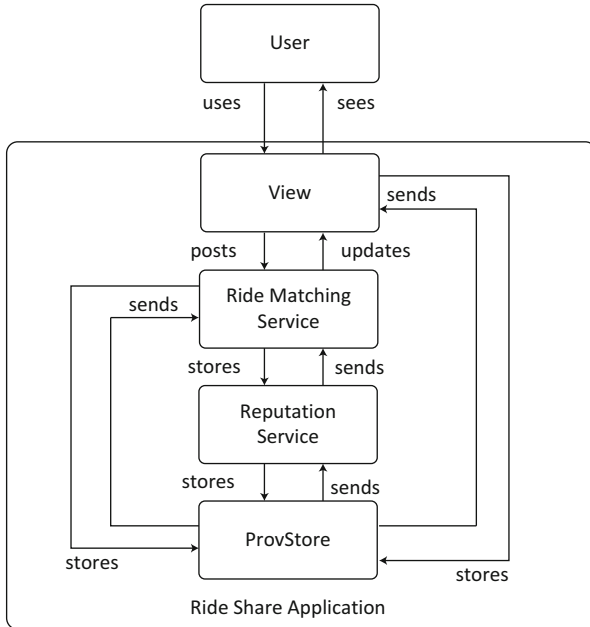 User
uses
sees
View
sends
posts
updates
Ride Matching
Service
sends
stores
sends
Reputation
Service
stores
sends
ProvStore
stores
stores
Ride Share Application